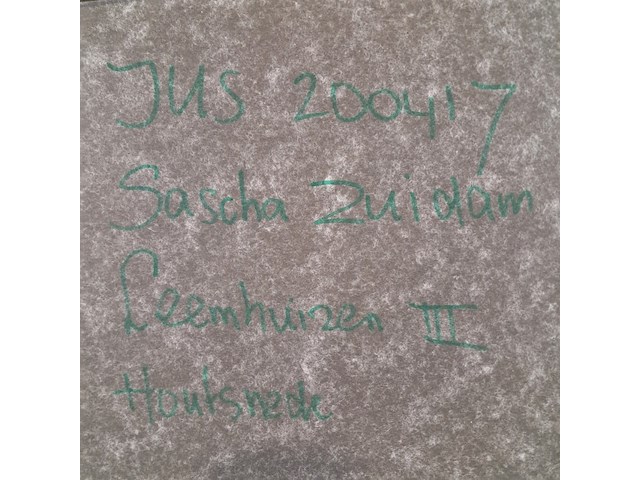 JUS 200417
Sascha Zuidam
Leemhuizen III
Houtsnede